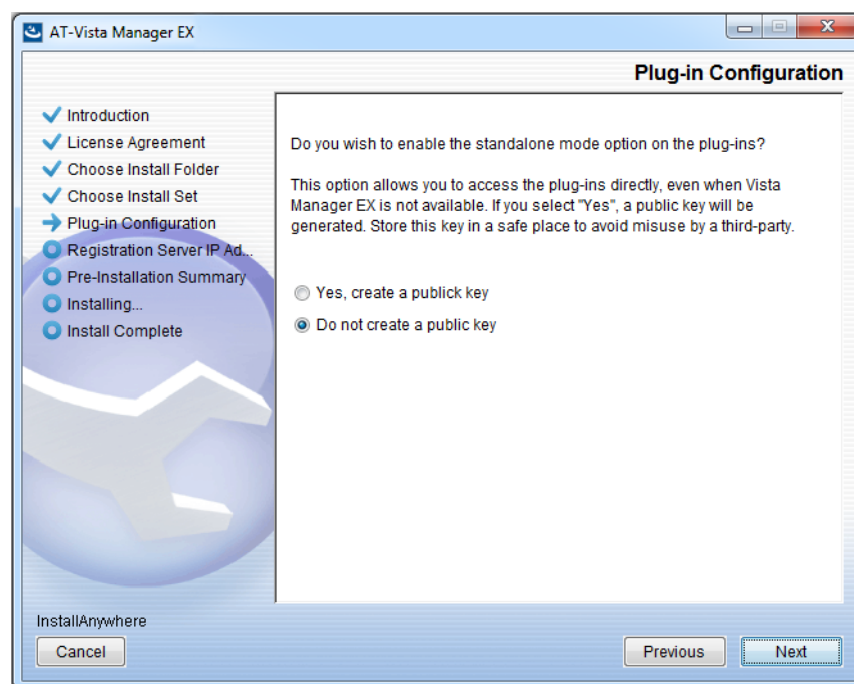 AT-Vista Manager EX
Plug-in Configuration
Introduction
License Agreement
Choose Install Folder
Choose Install Set
Plug-in Configuration
Registration Server IP Ad...
Pre-Installation Summary
Installing...
Install Complete
Do you wish to enable the standalone mode option on the plug-ins?
This option allows you to access the plug-ins directly, even when Vista
Manager EX is not available. If you select "Yes", a public key will be
generated. Store this key in a safe place to avoid misuse by a third-party.
Yes, create a publick key
Do not create a public key
InstallAnywhere
Cancel
Previous
Next